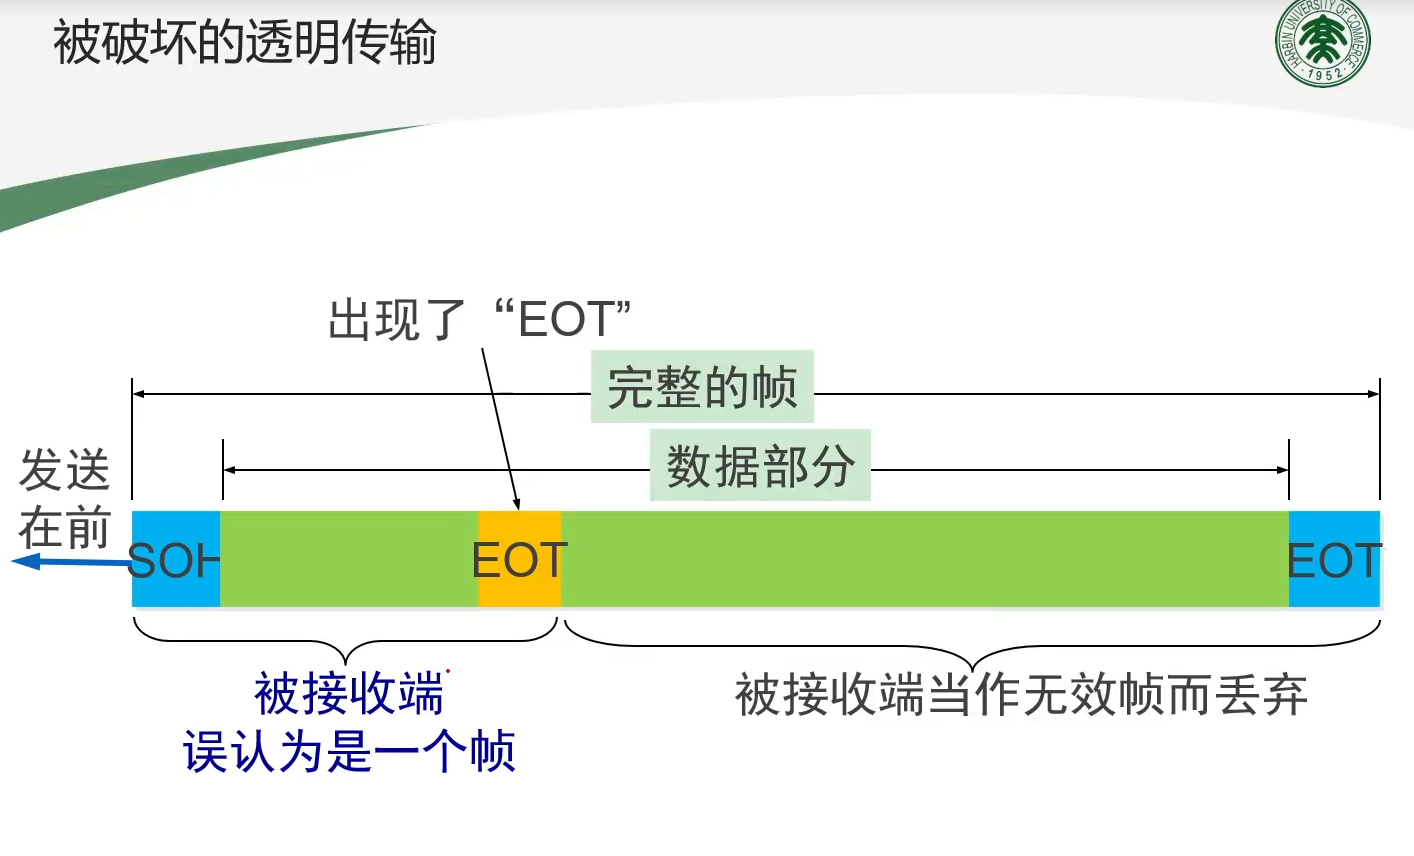 被破坏的透明传输
HARBIN UNIVERSITY OF COMMERCE
·1952·
出现了“EOT”
完整的帧
数据部分
发送
在前
SOH
EOT
EOT
被接收端
误认为是一个帧
被接收端当作无效帧而丢弃